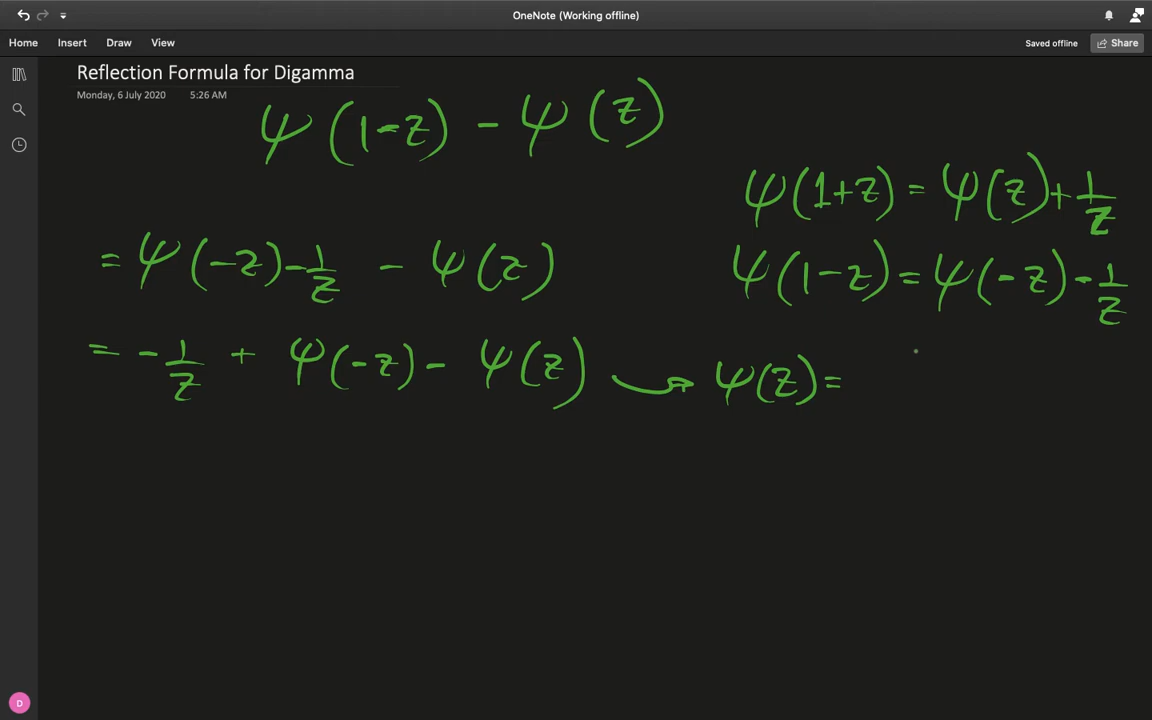 OneNote (Working offline)
Home Insert Draw View
Saved offline Share
Reflection Formula for Digamma
Monday, 6 July 2020 5:26 AM
ψ(1-z) - ψ(z)
ψ(1+z) = ψ(z) + 1/z
= ψ(-z) - 1/z - ψ(z)
ψ(1-z) = ψ(-z) - 1/z
= -1/z + ψ(-z) - ψ(z) → ψ(z) =
D